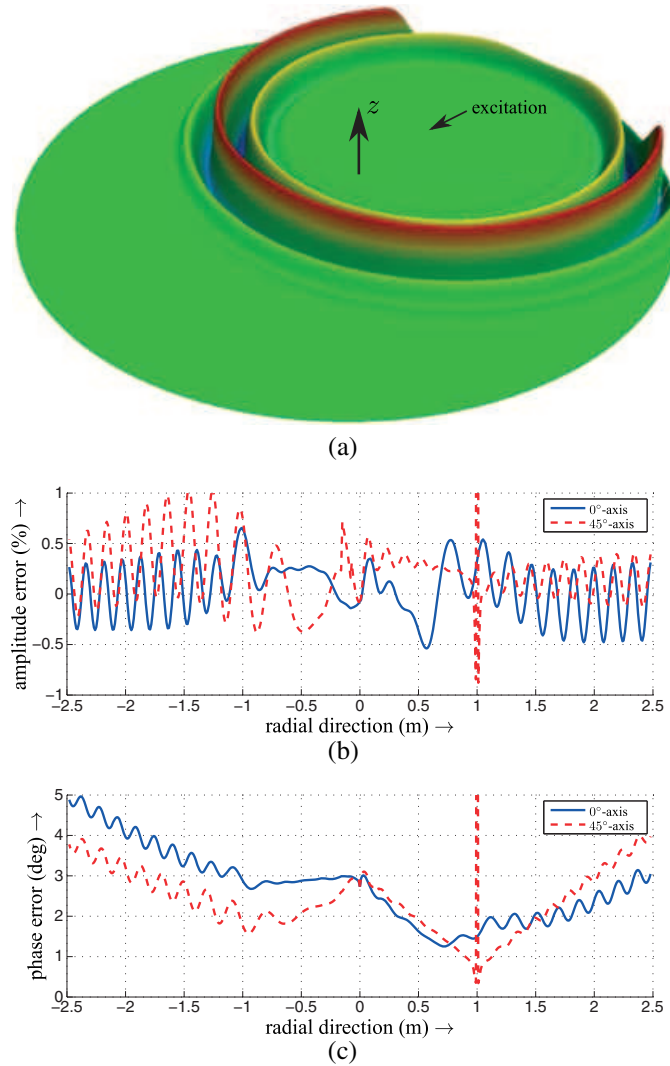 z
excitation
(a)
amplitude error (%) →
1
0.5
0
−0.5
−1
0°-axis
45°-axis
−2.5 −2 −1.5 −1 −0.5 0 0.5 1 1.5 2 2.5
radial direction (m) →
(b)
phase error (deg) →
5
4
3
2
1
0
0°-axis
45°-axis
−2.5 −2 −1.5 −1 −0.5 0 0.5 1 1.5 2 2.5
radial direction (m) →
(c)